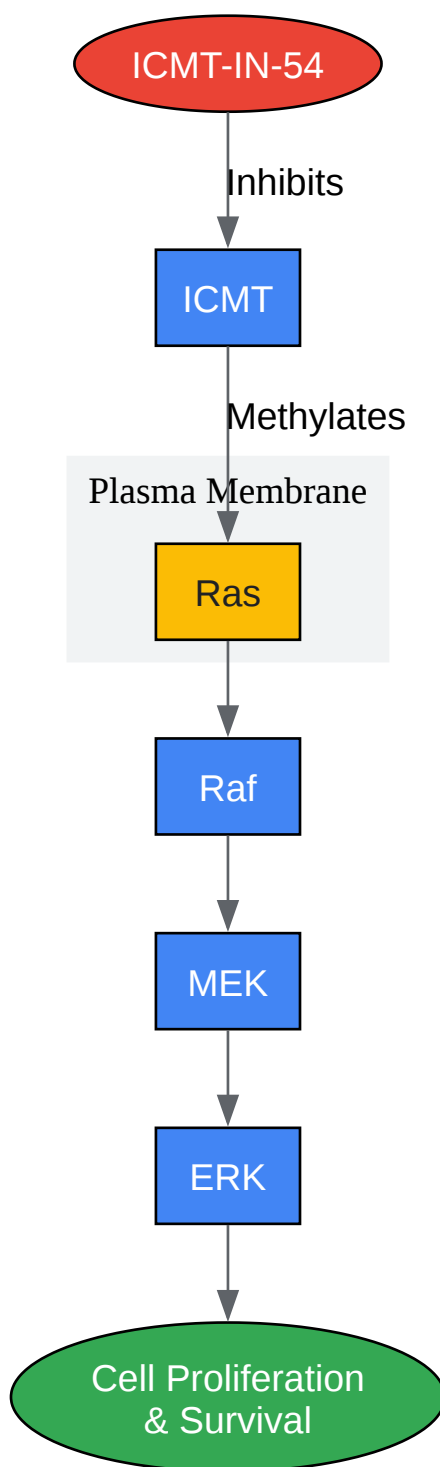 ICMT-IN-54
Inhibits
ICMT
Methylates
Plasma Membrane
Ras
Raf
MEK
ERK
Cell Proliferation
& Survival